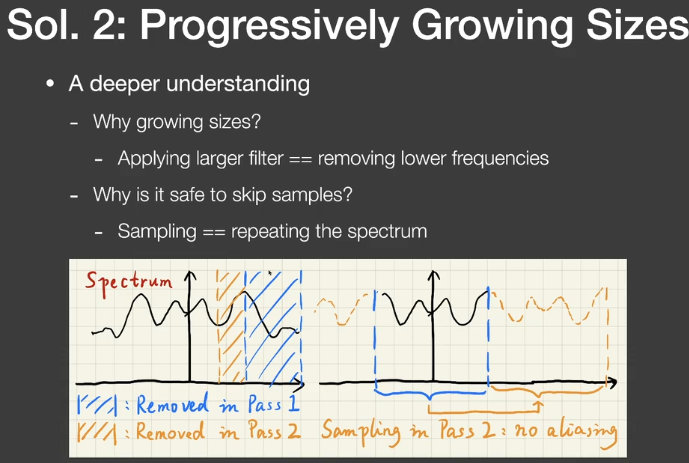 Sol. 2: Progressively Growing Sizes
• A deeper understanding
- Why growing sizes?
- Applying larger filter == removing lower frequencies
- Why is it safe to skip samples?
- Sampling == repeating the spectrum
Spectrum
: Removed in Pass 1
: Removed in Pass 2
Sampling in Pass 2: no aliasing